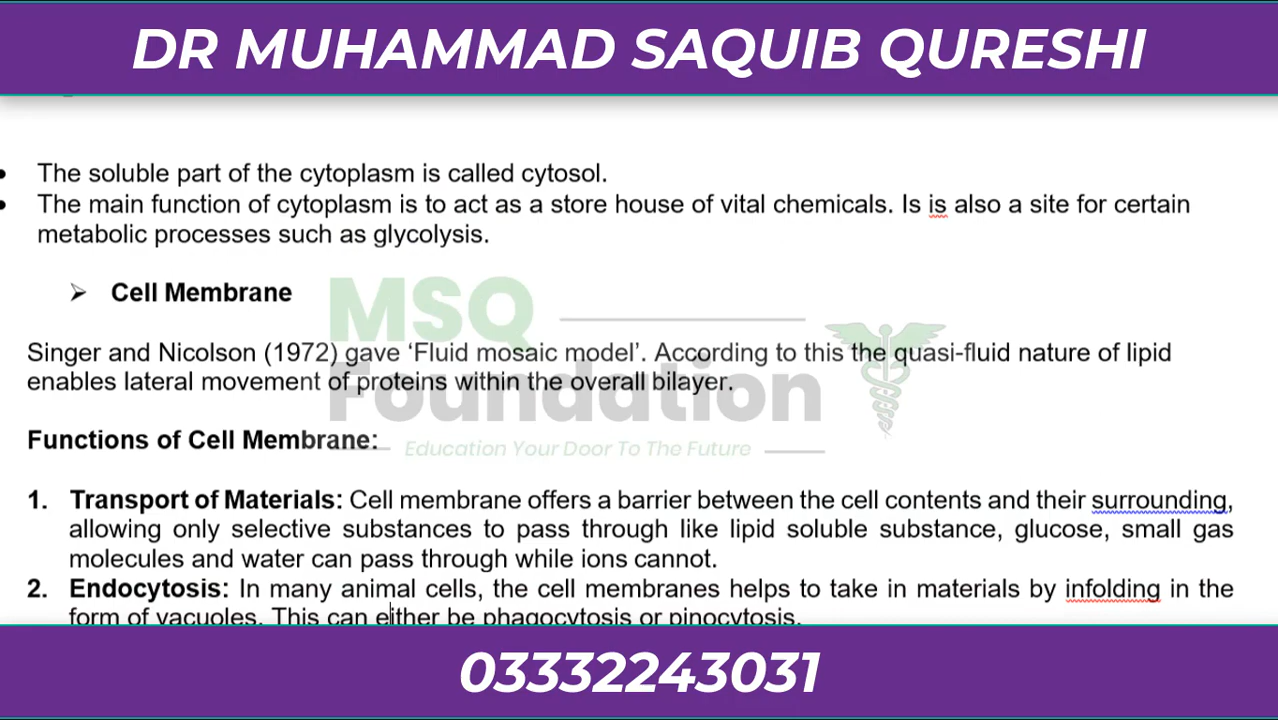 DR MUHAMMAD SAQUIB QURESHI
• The soluble part of the cytoplasm is called cytosol.
• The main function of cytoplasm is to act as a store house of vital chemicals. Is is also a site for certain
metabolic processes such as glycolysis.
➢ Cell Membrane
MSQ
Foundation
Education Your Door To The Future
Singer and Nicolson (1972) gave ‘Fluid mosaic model’. According to this the quasi-fluid nature of lipid
enables lateral movement of proteins within the overall bilayer.
Functions of Cell Membrane:
1. Transport of Materials: Cell membrane offers a barrier between the cell contents and their surrounding,
allowing only selective substances to pass through like lipid soluble substance, glucose, small gas
molecules and water can pass through while ions cannot.
2. Endocytosis: In many animal cells, the cell membranes helps to take in materials by infolding in the
form of vacuoles. This can either be phagocytosis or pinocytosis.
03332243031